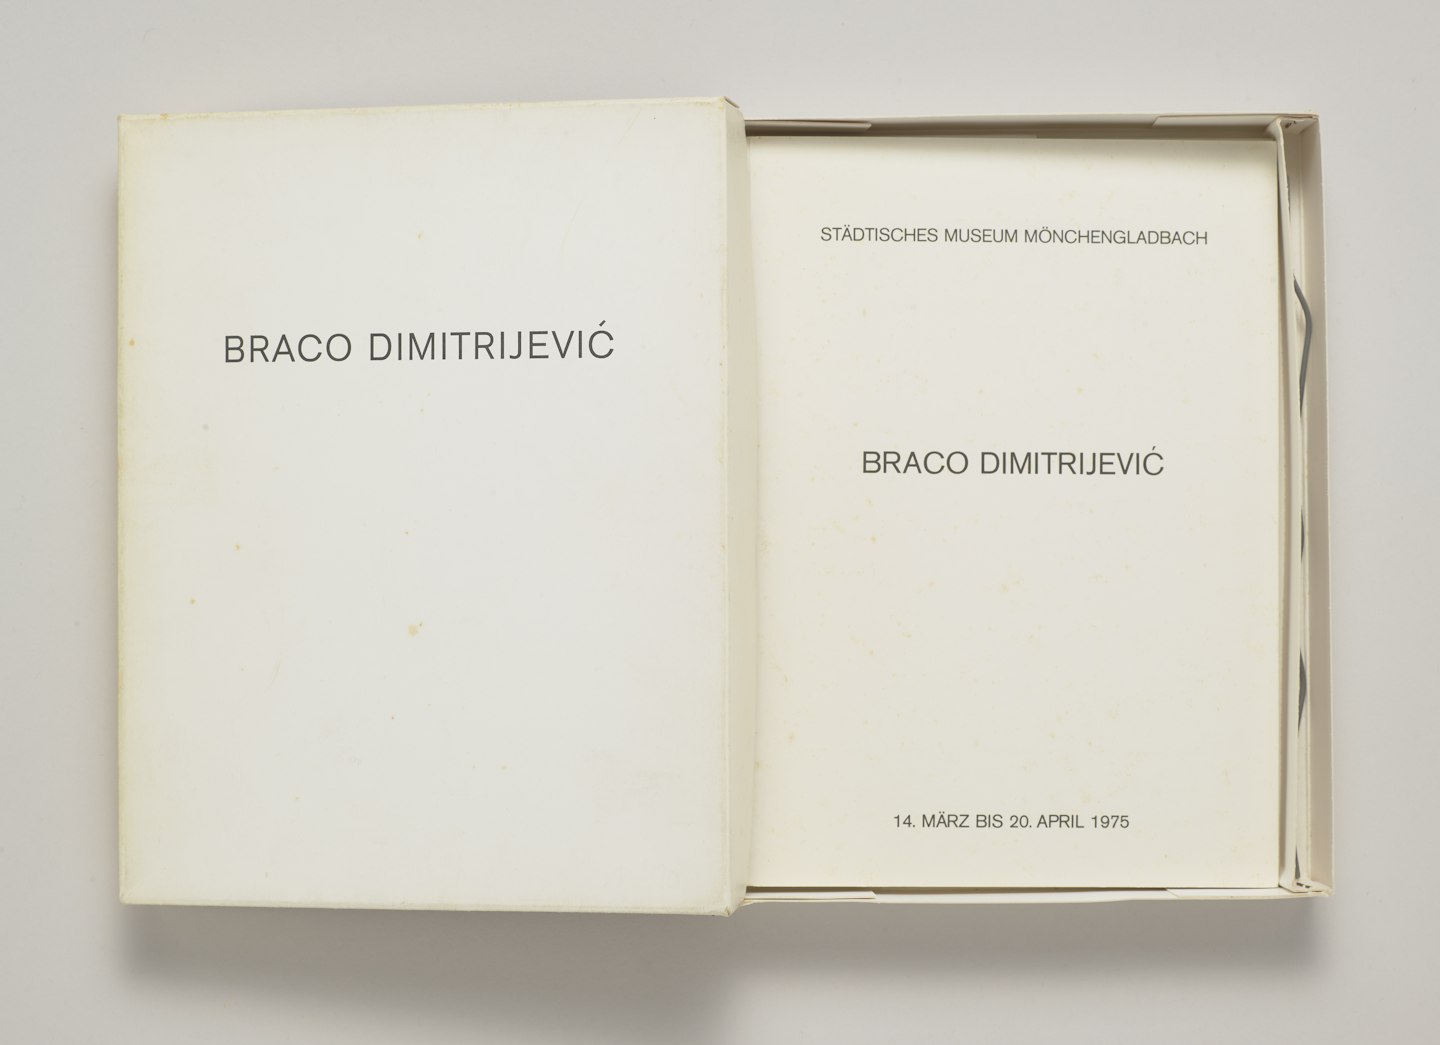 BRACO DIMITRIJEVIĆ
STÄDTISCHES MUSEUM MÖNCHENGLADBACH
BRACO DIMITRIJEVIĆ
14. MÄRZ BIS 20. APRIL 1975